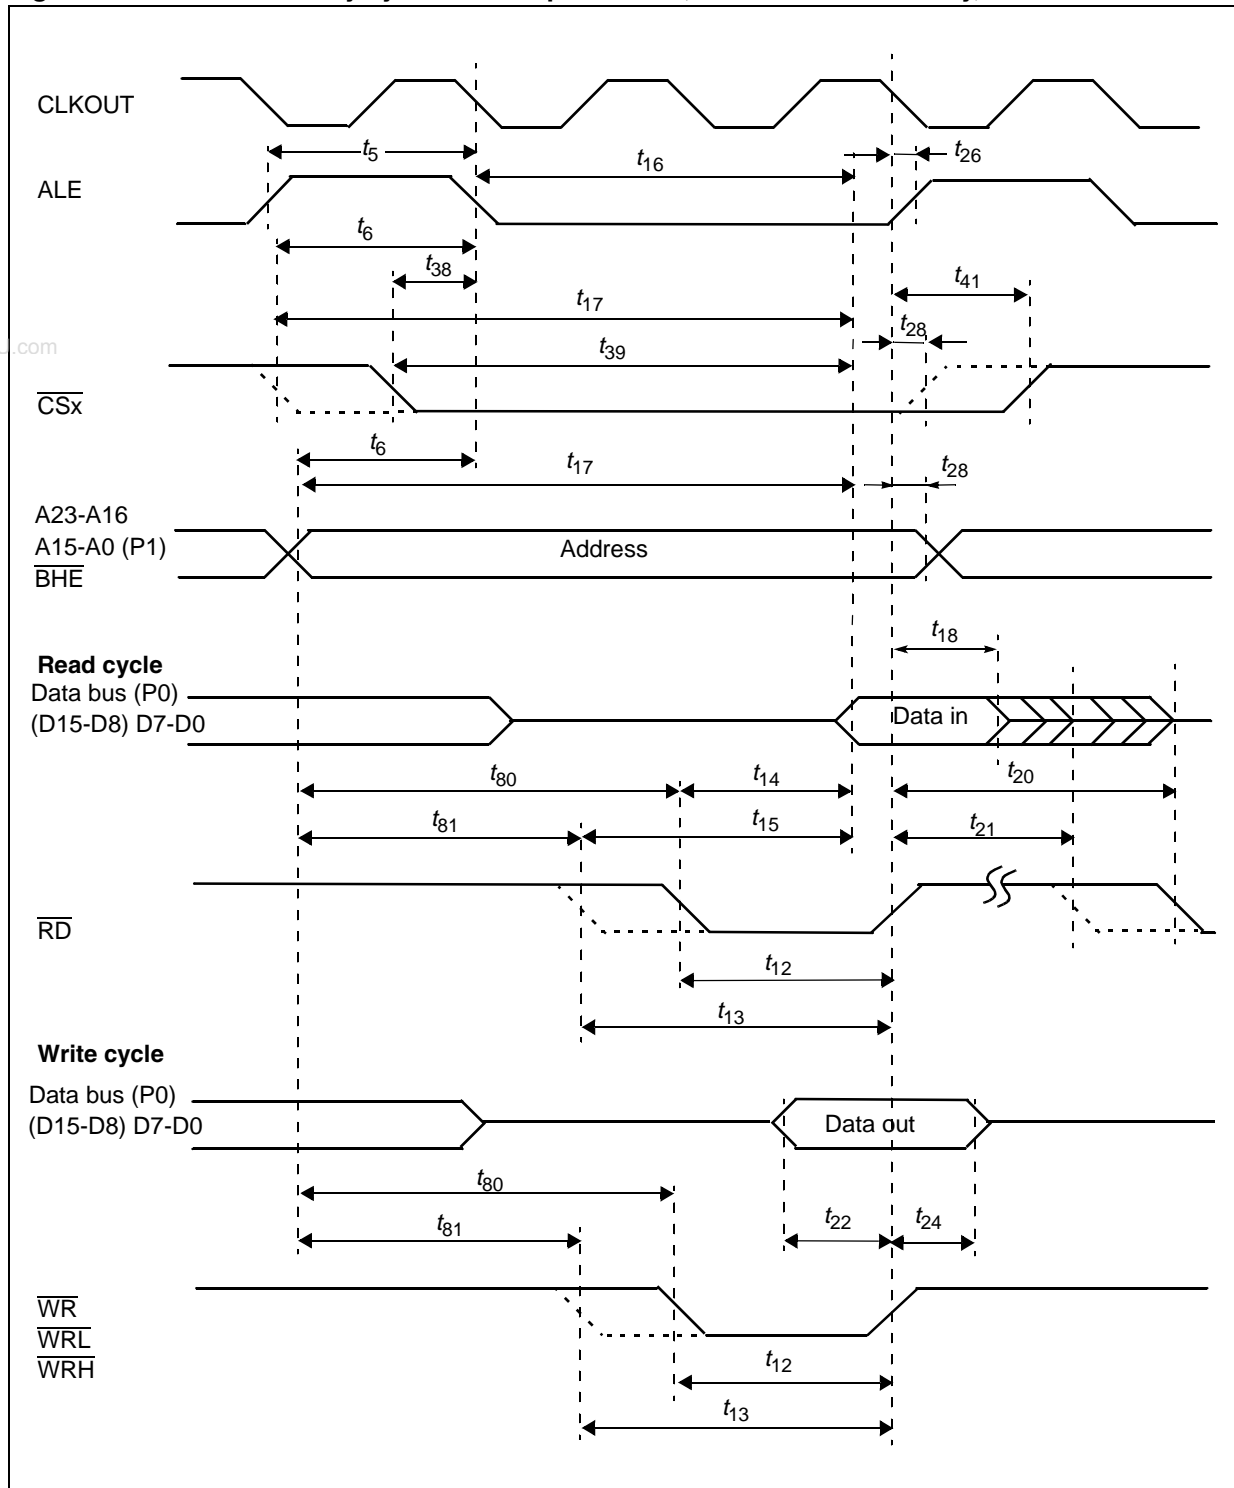 CLKOUT
t5
t16
t26
ALE
t6
t38
t41
t17
t28
J.com
t39
CSx
t6
t17
t28
A23-A16
A15-A0 (P1)
Address
BHE
t18
Read cycle
Data bus (P0)
Data in
(D15-D8) D7-D0
t80
t14
t20
t81
t15
t21
RD
t12
t13
Write cycle
Data bus (P0)
(D15-D8) D7-D0
Data out
t80
t81
t22
t24
WR
WRL
t12
WRH
t13